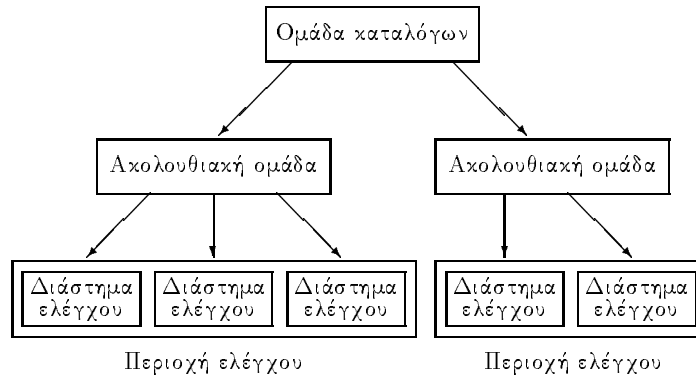 Ομάδα καταλόγων
Ακολουθιακή ομάδα
Ακολουθιακή ομάδα
Διάστημα
ελέγχου
Διάστημα
ελέγχου
Διάστημα
ελέγχου
Διάστημα
ελέγχου
Διάστημα
ελέγχου
Περιοχή ελέγχου
Περιοχή ελέγχου